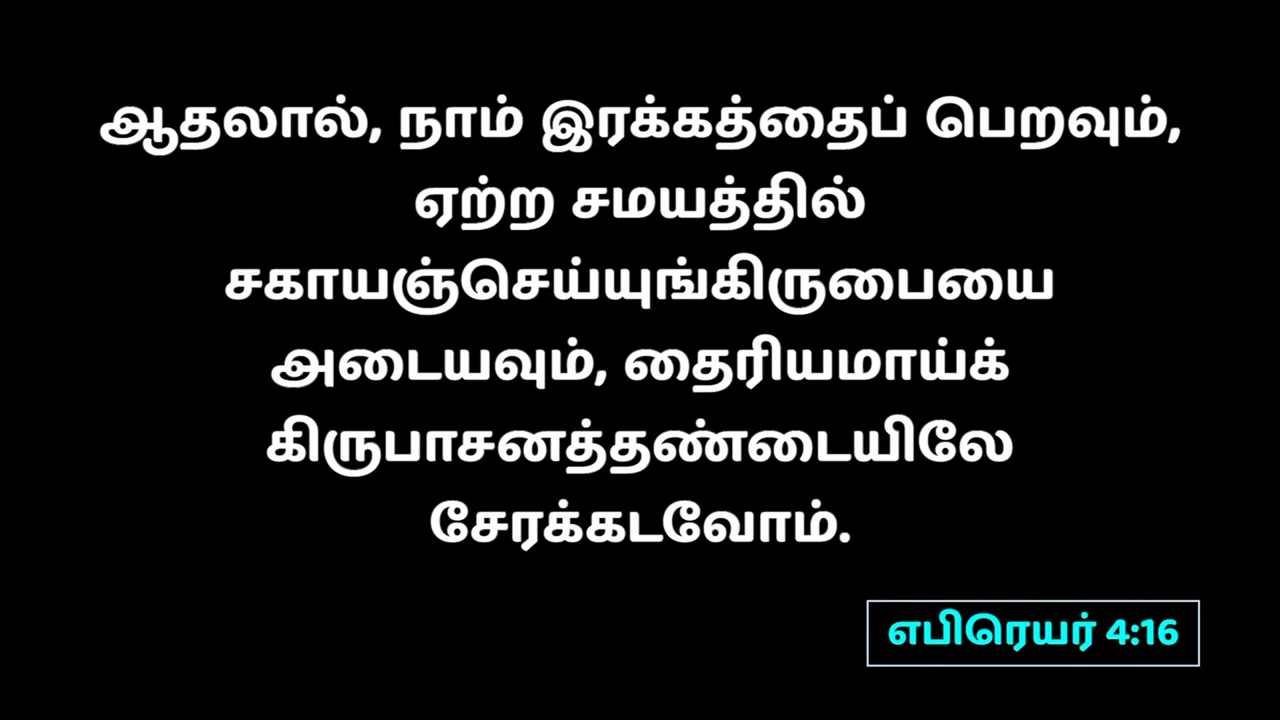 ஆதலால், நாம் இரக்கத்தைப் பெறவும்,
ஏற்ற சமயத்தில்
சகாயஞ்செய்யுங்கிருபையை
அடையவும், தைரியமாய்க்
கிருபாசனத்தண்டையிலே
சேரக்கடவோம்.
எபிரெயர் 4:16